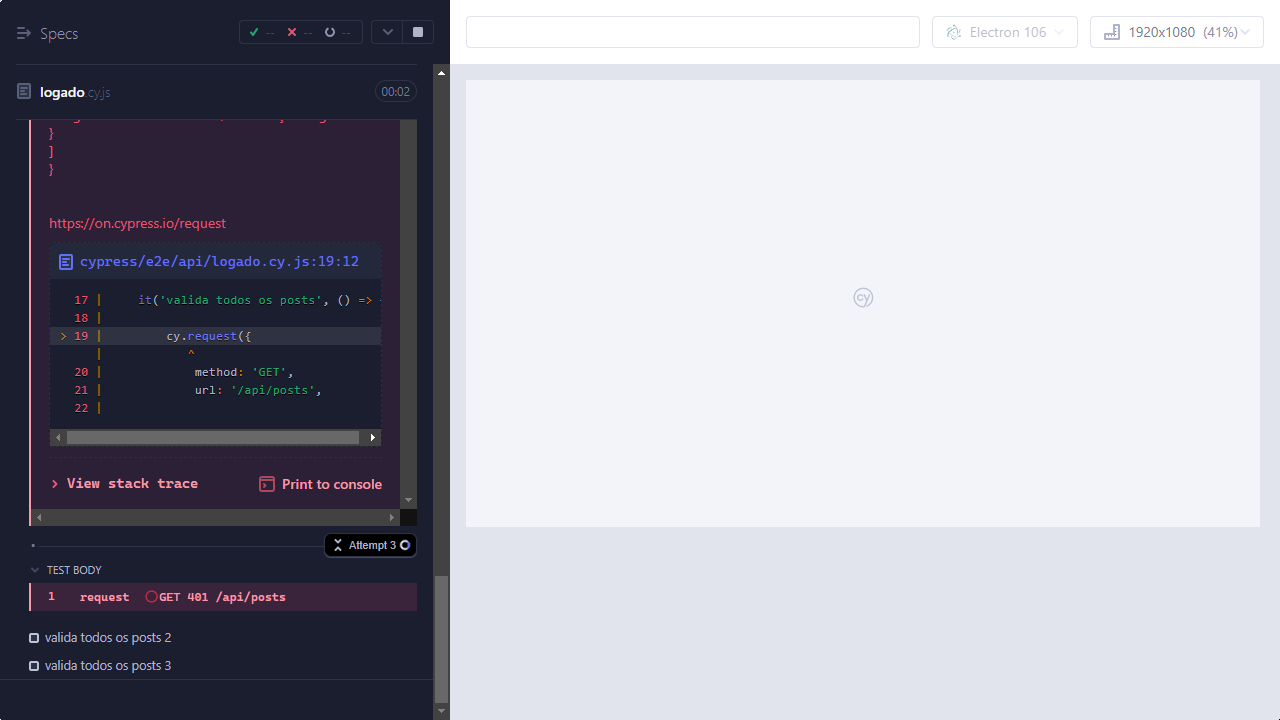 Specs
-- -- --
Electron 106
1920x1080 (41%)
logado.cy.js
00:02
}
]
}
https://on.cypress.io/request
cypress/e2e/api/logado.cy.js:19:12
17 | it('valida todos os posts', () =>
18 |
> 19 | cy.request({
| ^
20 | method: 'GET',
21 | url: '/api/posts',
22 |
> View stack trace
Print to console
Attempt 3
TEST BODY
1 request GET 401 /api/posts
valida todos os posts 2
valida todos os posts 3
cy